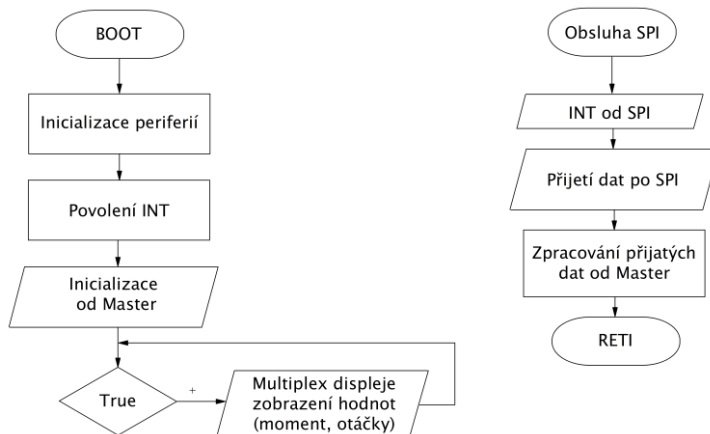 BOOT
Inicializace periferií
Povolení INT
Inicializace
od Master
True
+
Multiplex displeje
zobrazení hodnot
(moment, otáčky)
Obsluha SPI
INT od SPI
Přijetí dat po SPI
Zpracování přijatých
dat od Master
RETI